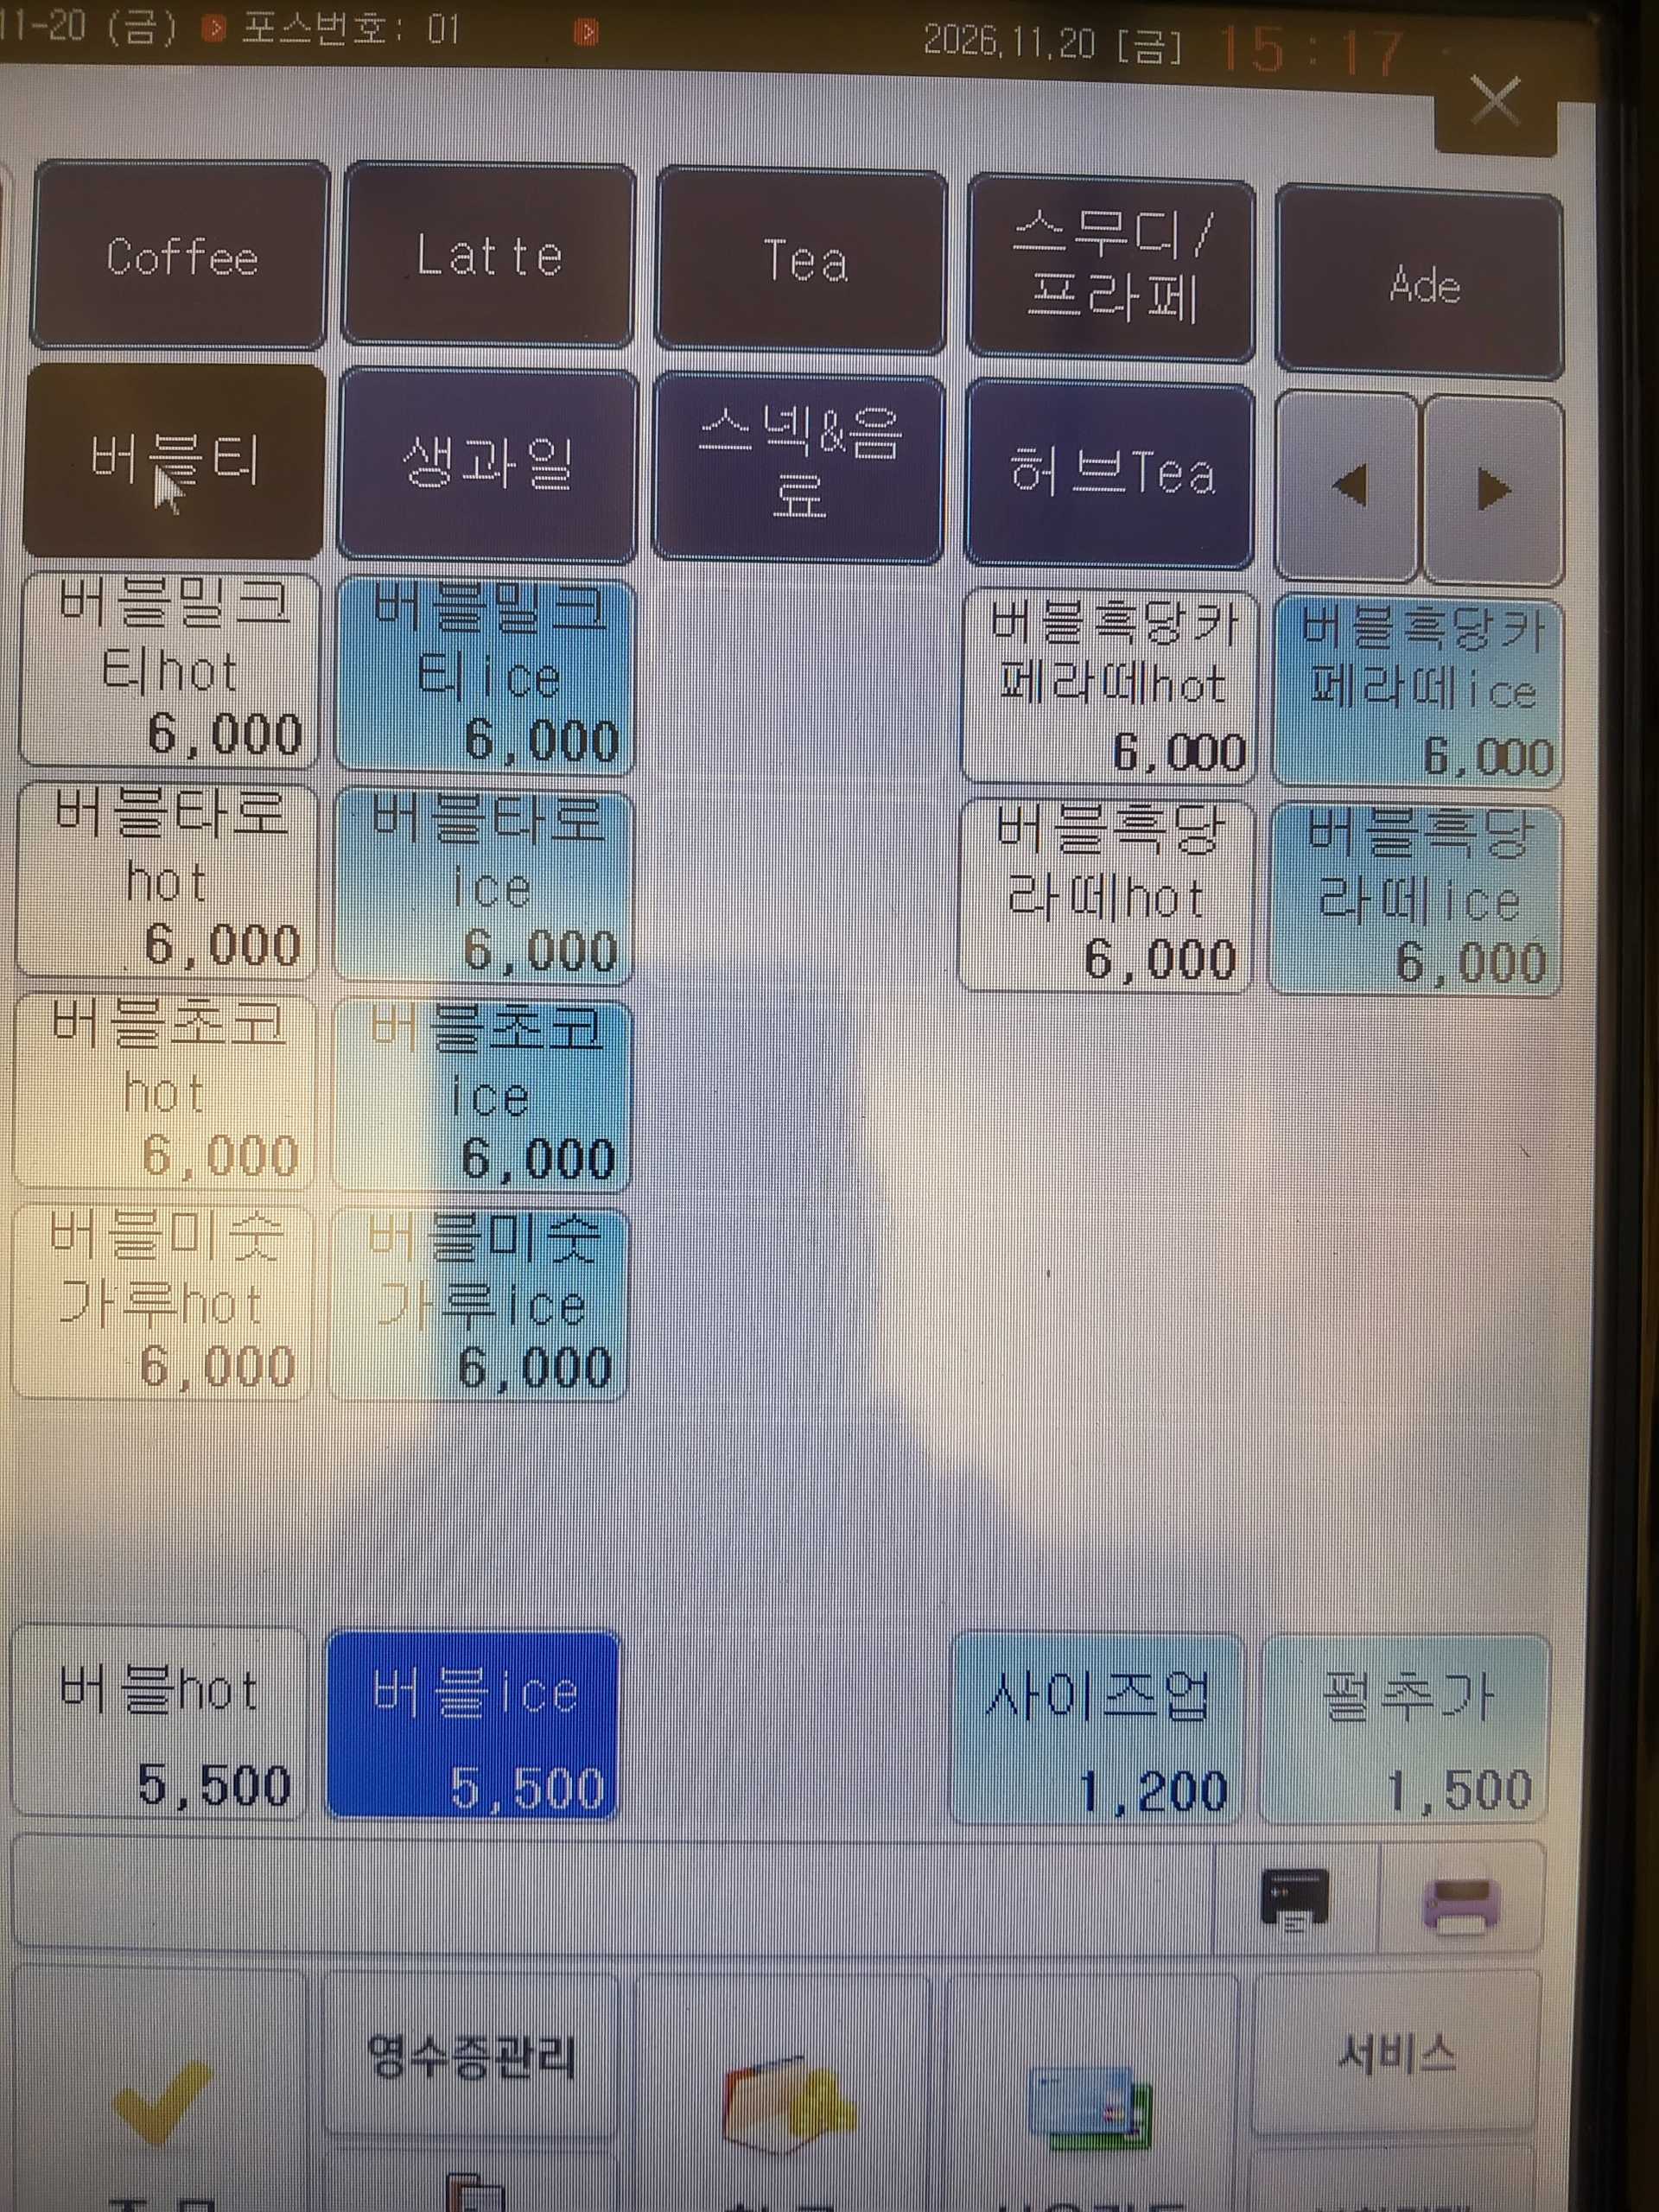 11-20 (금) 포스번호: 01 2026.11.20 [금] 15:17
Coffee
Latte
Tea
스무디/
프라페
Ade
버블티
생과일
스넥&음
료
허브Tea
버블밀크
티hot
6,000
버블밀크
티ice
6,000
버블흑당카
페라떼hot
6,000
버블흑당카
페라떼ice
6,000
버블타로
hot
6,000
버블타로
ice
6,000
버블흑당
라떼hot
6,000
버블흑당
라떼ice
6,000
버블초코
hot
6,000
버블초코
ice
6,000
버블미숫
가루hot
6,000
버블미숫
가루ice
6,000
버블hot
5,500
버블ice
5,500
사이즈업
1,200
펄추가
1,500
영수증관리
서비스